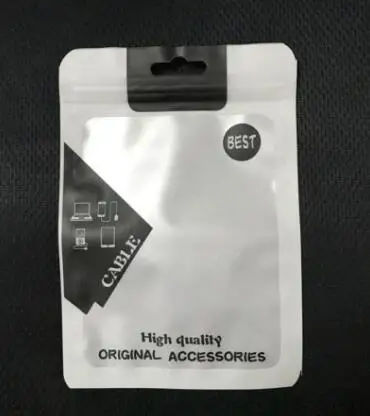 BEST
CABLE
High quality
ORIGINAL ACCESSORIES